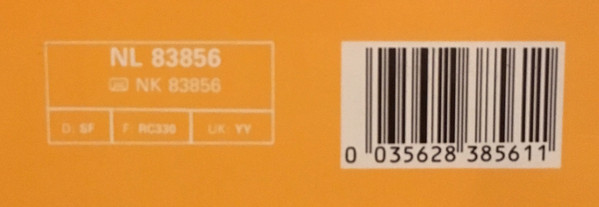 NL 83856
NK 83856
D: SF F: RC330 UK: YY
0 035628 385611